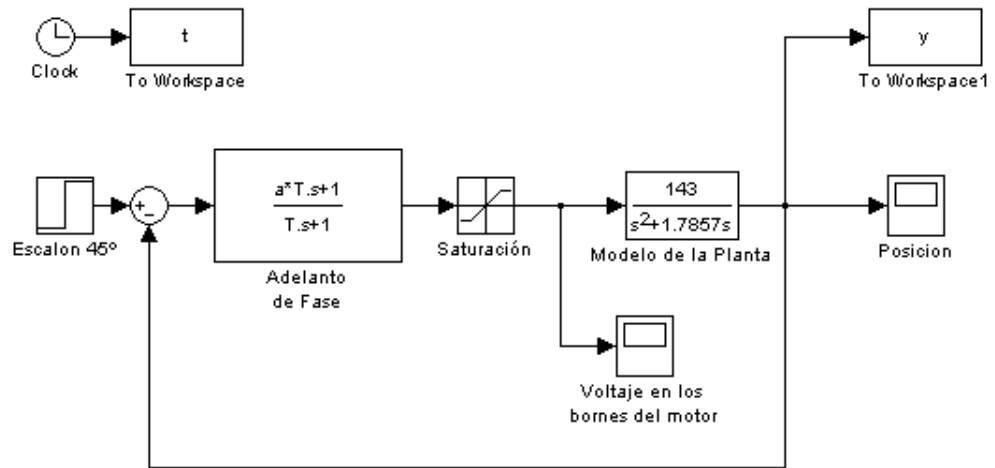 t
y
Clock
To Workspace
To Workspace1
a*T.s+1
T.s+1
143
s2+1.7857s
+
-
Escalon 45º
Adelanto
de Fase
Saturación
Modelo de la Planta
Posicion
Voltaje en los
bornes del motor